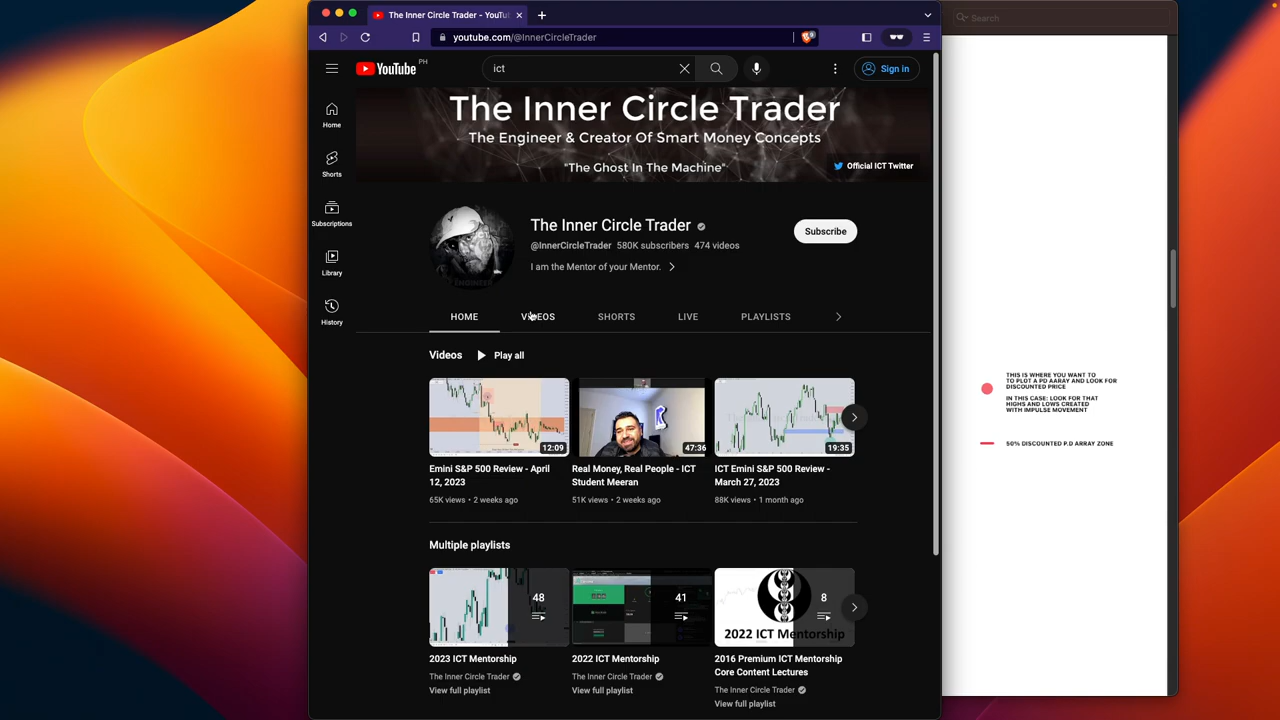 The Inner Circle Trader - YouTu
youtube.com/@InnerCircleTrader
Search
YouTube PH
ict
Sign in
Home
Shorts
Subscriptions
Library
History
The Inner Circle Trader
The Engineer & Creator Of Smart Money Concepts
"The Ghost In The Machine"
Official ICT Twitter
The Inner Circle Trader
@InnerCircleTrader 580K subscribers 474 videos
I am the Mentor of your Mentor.
Subscribe
HOME VIDEOS SHORTS LIVE PLAYLISTS
Videos Play all
12:09
47:36
19:35
Emini S&P 500 Review - April
12, 2023
65K views • 2 weeks ago
Real Money, Real People - ICT
Student Meeran
51K views • 2 weeks ago
ICT Emini S&P 500 Review -
March 27, 2023
88K views • 1 month ago
Multiple playlists
48
41
8
2022 ICT Mentorship
2023 ICT Mentorship
The Inner Circle Trader
View full playlist
2022 ICT Mentorship
The Inner Circle Trader
View full playlist
2016 Premium ICT Mentorship
Core Content Lectures
The Inner Circle Trader
View full playlist
THIS IS WHERE YOU WANT TO
TO PLOT A PD AARAY AND LOOK FOR
DISCOUNTED PRICE
IN THIS CASE: LOOK FOR THAT
HIGHS AND LOWS CREATED
WITH IMPULSE MOVEMENT
50% DISCOUNTED P.D ARRAY ZONE